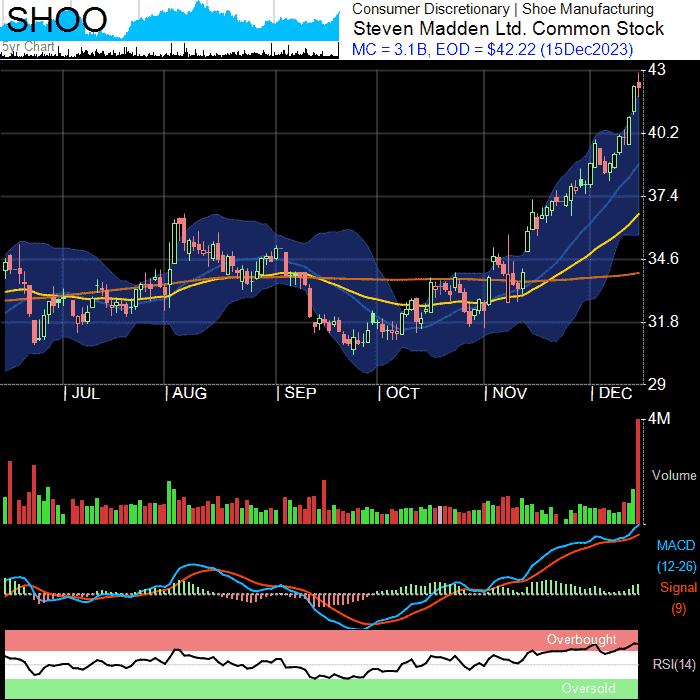 SHOO
5yr Chart
Consumer Discretionary | Shoe Manufacturing
Steven Madden Ltd. Common Stock
MC = 3.1B, EOD = $42.22 (15Dec2023)
43
40.2
37.4
34.6
31.8
29
| JUL | AUG | SEP | OCT | NOV | DEC
4M
Volume
MACD
(12-26)
Signal
(9)
Overbought
RSI(14)
Oversold